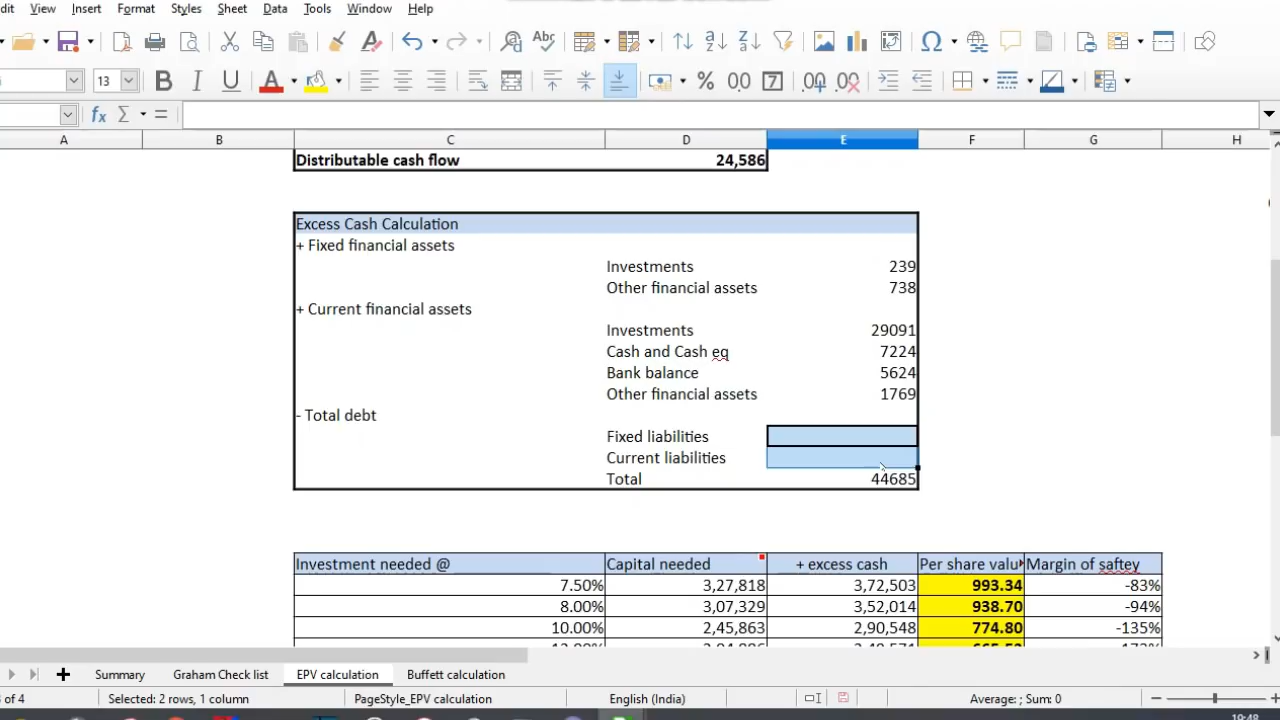 dit View Insert Format Styles Sheet Data Tools Window Help
13
A B C D E F G H
Distributable cash flow 24,586
Excess Cash Calculation
+ Fixed financial assets
Investments 239
Other financial assets 738
+ Current financial assets
Investments 29091
Cash and Cash eq 7224
Bank balance 5624
Other financial assets 1769
- Total debt
Fixed liabilities
Current liabilities
Total 44685
Investment needed @ Capital needed + excess cash Per share valu Margin of saftey
7.50% 3,27,818 3,72,503 993.34 -83%
8.00% 3,07,329 3,52,014 938.70 -94%
10.00% 2,45,863 2,90,548 774.80 -135%
Summary Graham Check list EPV calculation Buffett calculation
of 4 Selected: 2 rows, 1 column PageStyle_EPV calculation English (India) Average: ; Sum: 0
19:48